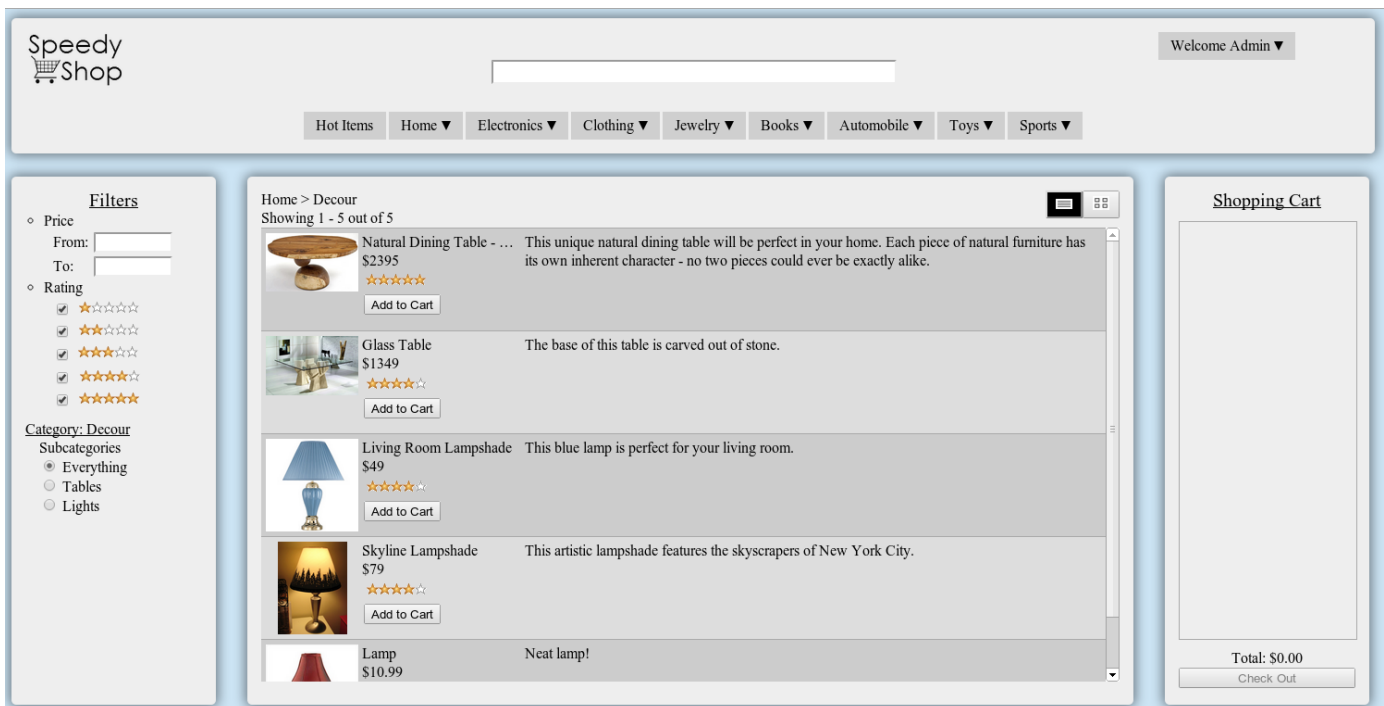 Speedy
Shop
Welcome Admin ▼
Hot Items
Home ▼
Electronics ▼
Clothing ▼
Jewelry ▼
Books ▼
Automobile ▼
Toys ▼
Sports ▼
Filters
Price
From:
To:
Rating
Category: Decour
Subcategories
Everything
Tables
Lights
Home > Decour
Showing 1 - 5 out of 5
Natural Dining Table - ...
$2395
Add to Cart
This unique natural dining table will be perfect in your home. Each piece of natural furniture has
its own inherent character - no two pieces could ever be exactly alike.
Glass Table
$1349
Add to Cart
The base of this table is carved out of stone.
Living Room Lampshade
$49
Add to Cart
This blue lamp is perfect for your living room.
Skyline Lampshade
$79
Add to Cart
This artistic lampshade features the skyscrapers of New York City.
Lamp
$10.99
Neat lamp!
Shopping Cart
Total: $0.00
Check Out